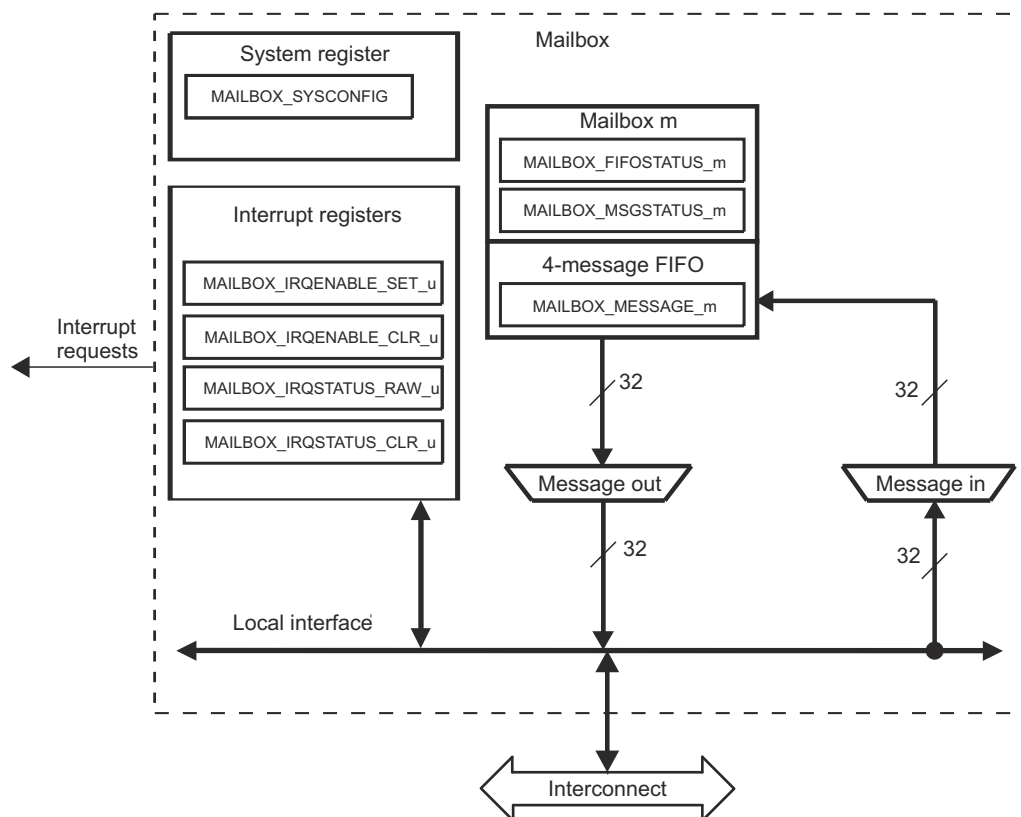 Mailbox
System register
MAILBOX_SYSCONFIG
Mailbox m
MAILBOX_FIFOSTATUS_m
MAILBOX_MSGSTATUS_m
Interrupt registers
MAILBOX_IRQENABLE_SET_u
MAILBOX_IRQENABLE_CLR_u
MAILBOX_IRQSTATUS_RAW_u
MAILBOX_IRQSTATUS_CLR_u
4-message FIFO
MAILBOX_MESSAGE_m
Interrupt
requests
32
32
Message out
Message in
32
32
Local interface
Interconnect